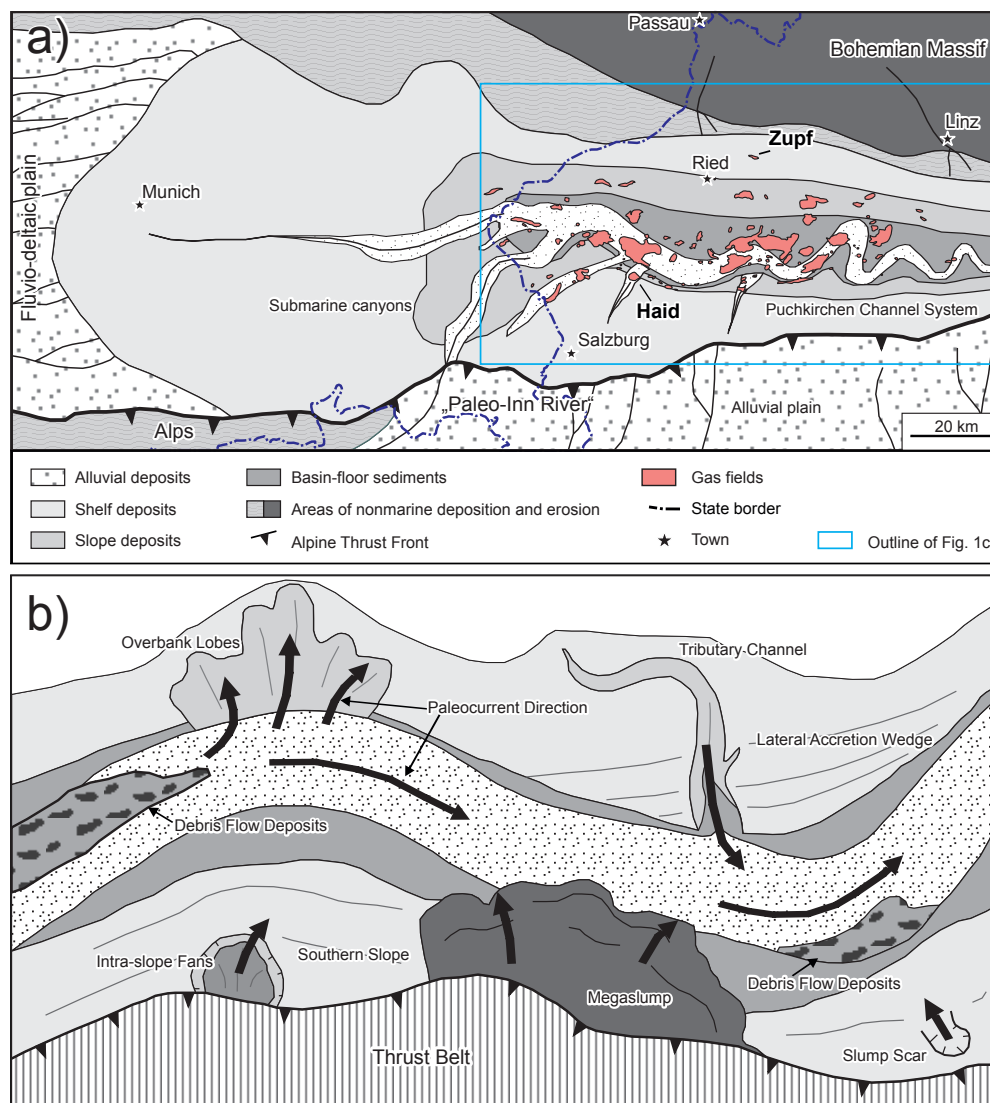 a)
Passau
Bohemian Massif
Linz
Zupf
Ried
Munich
Fluvio-deltaic plain
Submarine canyons
Haid
Puchkirchen Channel System
Salzburg
„Paleo-Inn River“
Alluvial plain
Alps
20 km
Alluvial deposits
Basin-floor sediments
Gas fields
Shelf deposits
Areas of nonmarine deposition and erosion
State border
Slope deposits
Alpine Thrust Front
Town
Outline of Fig. 1c
b)
Overbank Lobes
Tributary Channel
Paleocurrent Direction
Lateral Accretion Wedge
Debris Flow Deposits
Intra-slope Fans
Southern Slope
Megaslump
Debris Flow Deposits
Thrust Belt
Slump Scar